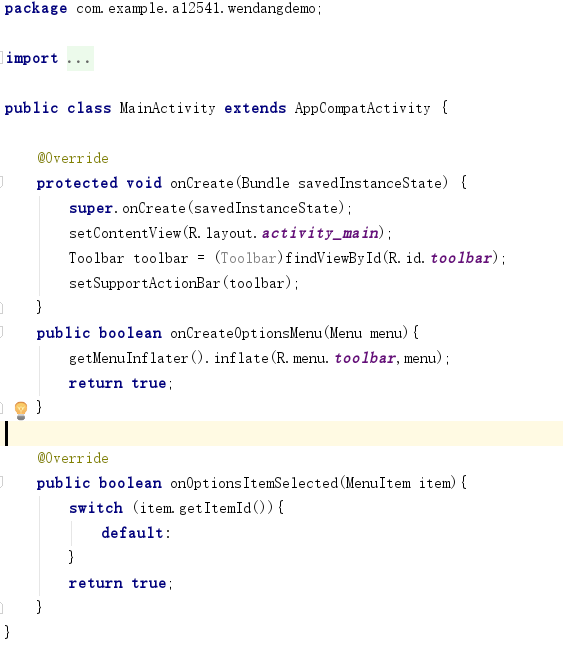 package com.example.a12541.wendangdemo;
import ...
public class MainActivity extends AppCompatActivity {
@Override
protected void onCreate(Bundle savedInstanceState) {
super.onCreate(savedInstanceState);
setContentView(R.layout.activity_main);
Toolbar toolbar = (Toolbar)findViewById(R.id.toolbar);
setSupportActionBar(toolbar);
}
public boolean onCreateOptionsMenu(Menu menu){
getMenuInflater().inflate(R.menu.toolbar,menu);
return true;
}
@Override
public boolean onOptionsItemSelected(MenuItem item){
switch (item.getItemId()){
default:
}
return true;
}
}